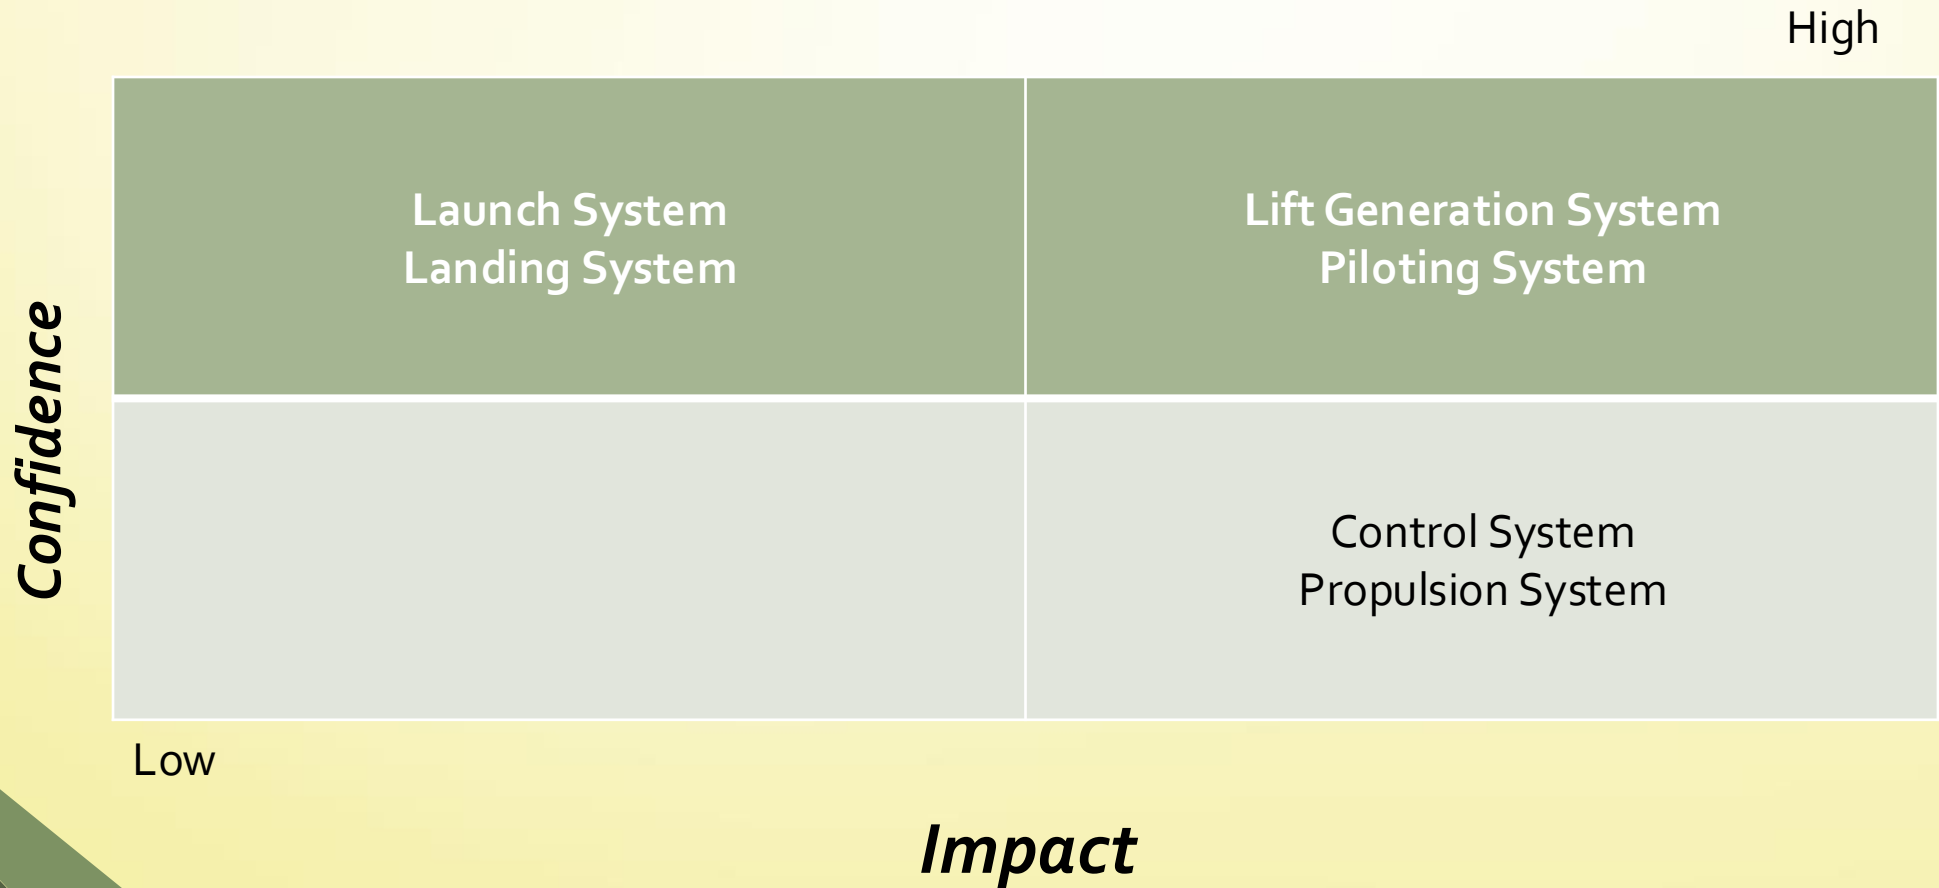 High
Launch System
Landing System
Lift Generation System
Piloting System
Confidence
Control System
Propulsion System
Low
Impact